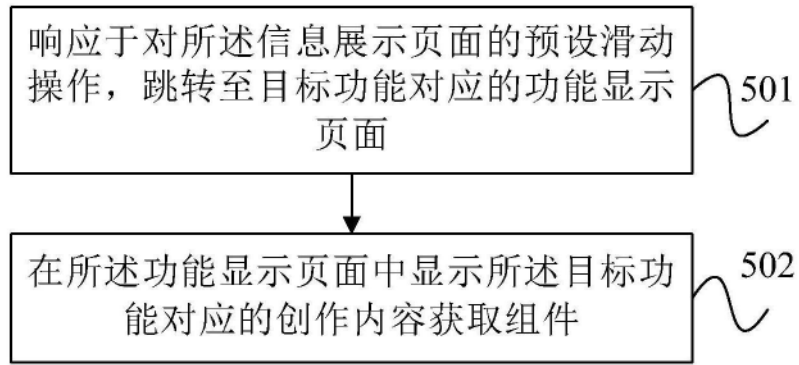 响应于对所述信息展示页面的预设滑动
操作，跳转至目标功能对应的功能显示
页面
501
在所述功能显示页面中显示所述目标功
能对应的创作内容获取组件
502